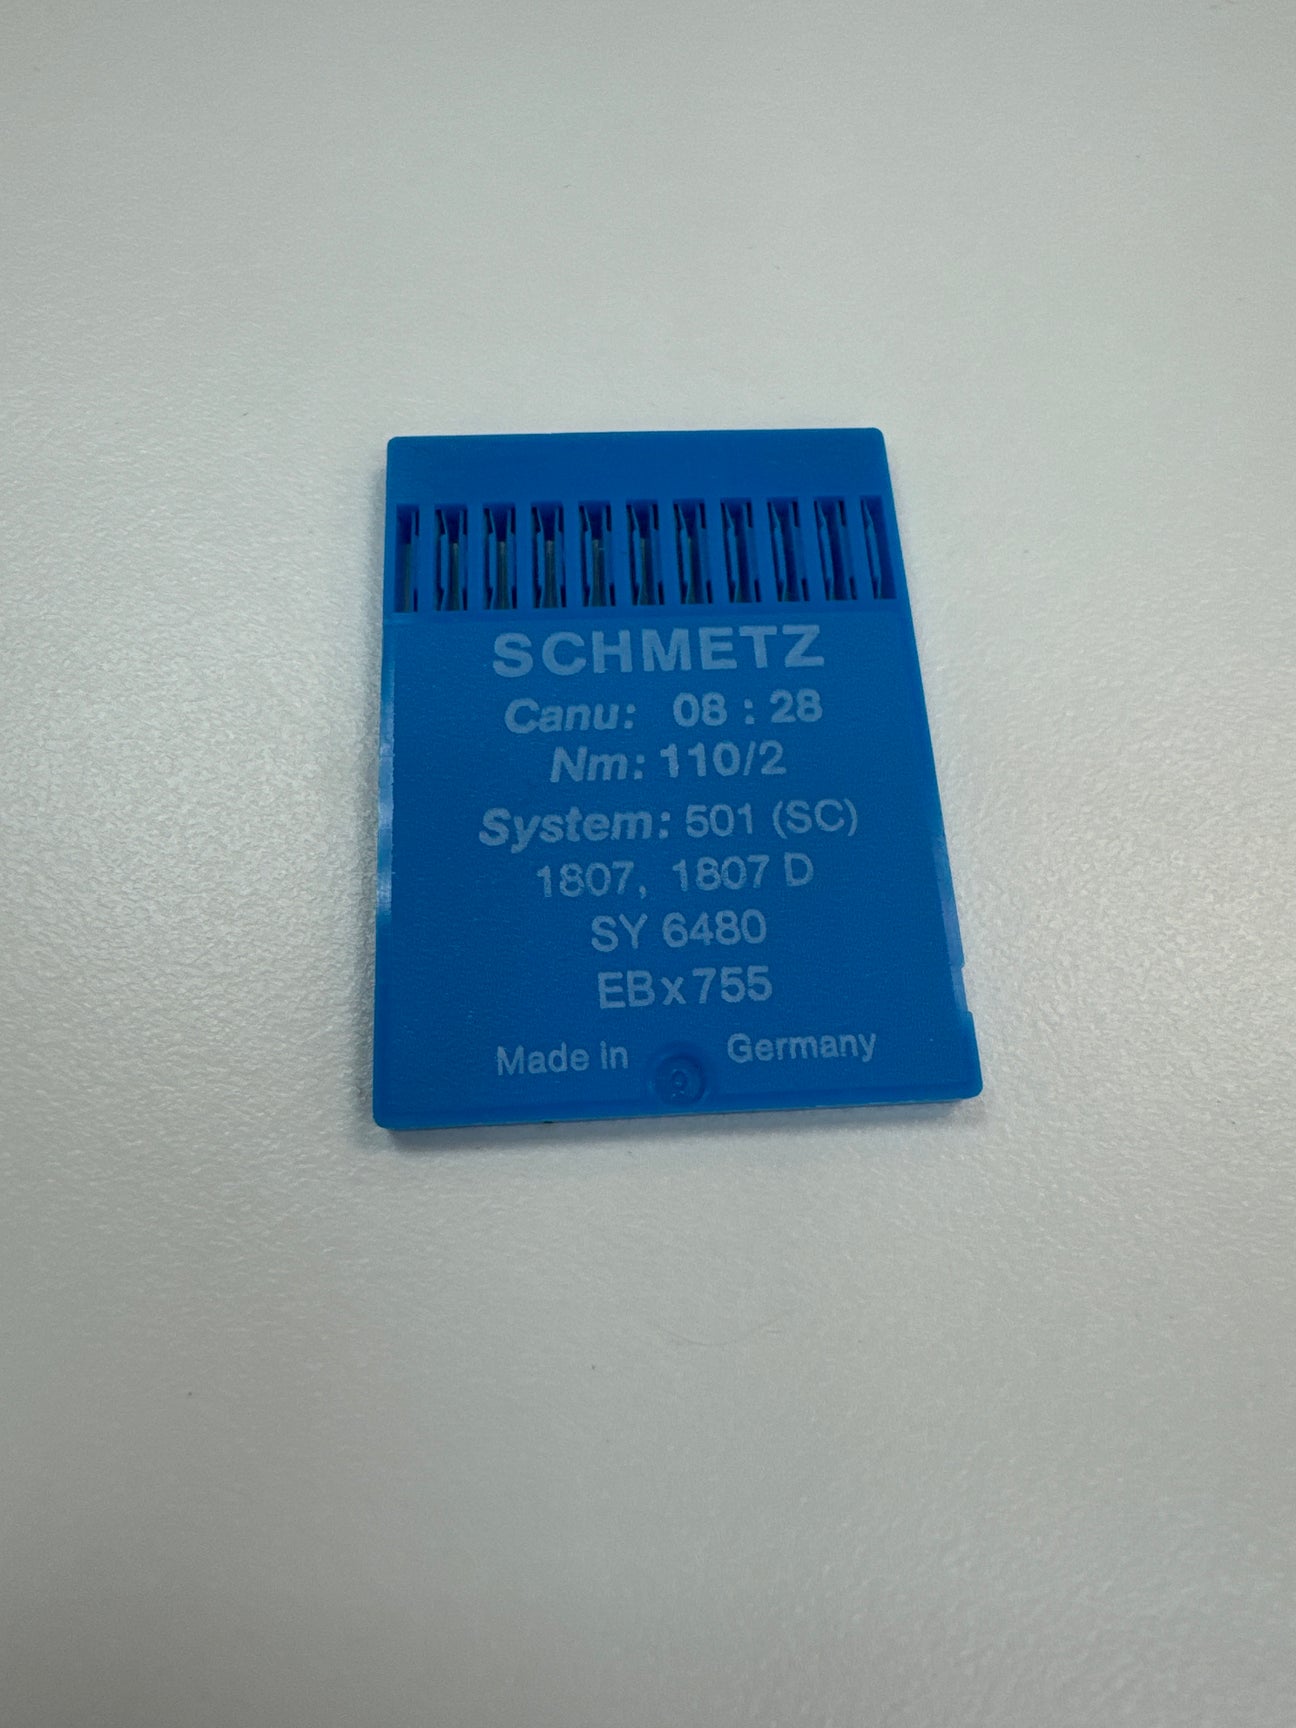 SCHMETZ
Canu: 08 : 28
Nm: 110/2
System: 501 (SC)
1807, 1807 D
SY 6480
EBx755
Made in Germany